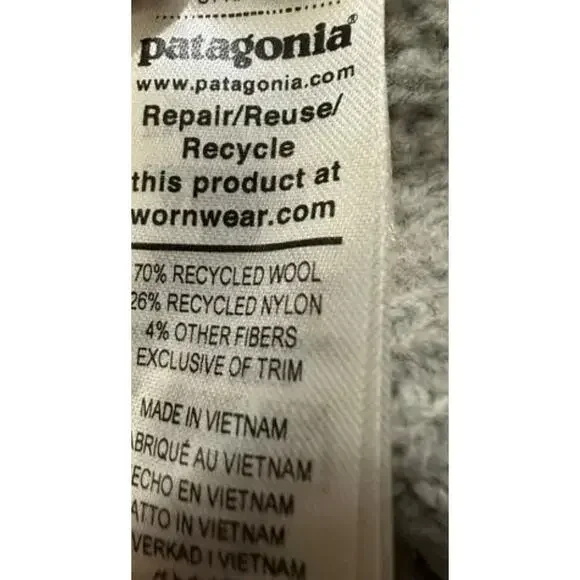 patagonia®
www.patagonia.com
Repair/Reuse/
Recycle
this product at
wornwear.com
70% RECYCLED WOOL
26% RECYCLED NYLON
4% OTHER FIBERS
EXCLUSIVE OF TRIM
MADE IN VIETNAM
ABRIQUÉ AU VIETNAM
ECHO EN VIETNAM
ATTO IN VIETNAM
VERKAD I VIETNAM